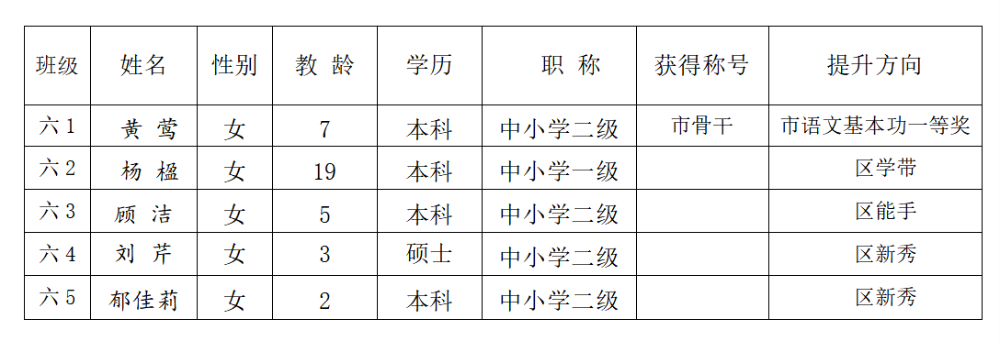 班级 姓名 性别 教 龄 学历 职 称 获得称号 提升方向
六 1 黄 莺 女 7 本科 中小学二级 市骨干 市语文基本功一等奖
六 2 杨 楹 女 19 本科 中小学一级 区学带
六 3 顾 洁 女 5 本科 中小学二级 区能手
六 4 刘 芹 女 3 硕士 中小学二级 区新秀
六 5 郁佳莉 女 2 本科 中小学二级 区新秀